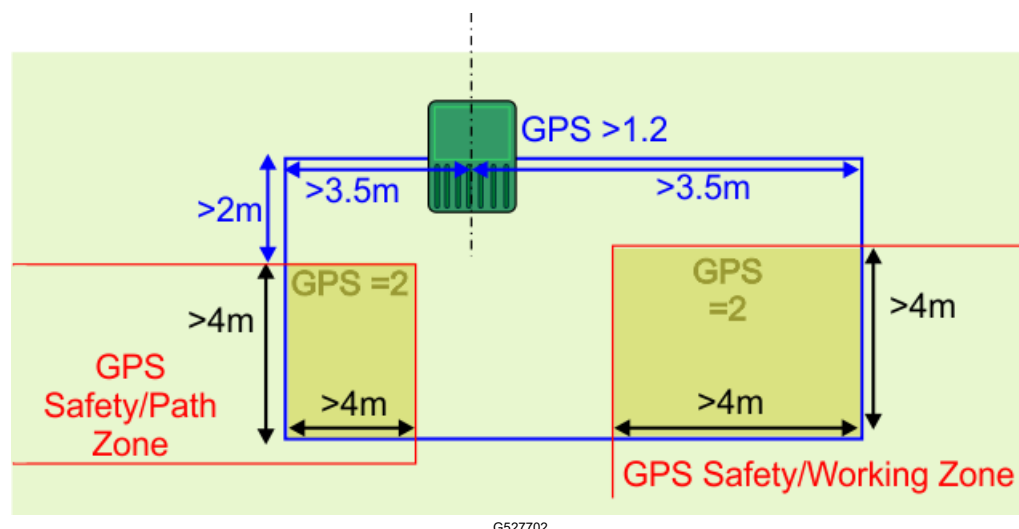 GPS >1.2
>3.5m
>3.5m
>2m
GPS =2
GPS
=2
>4m
>4m
GPS
Safety/Path
Zone
>4m
>4m
GPS Safety/Working Zone
G527702